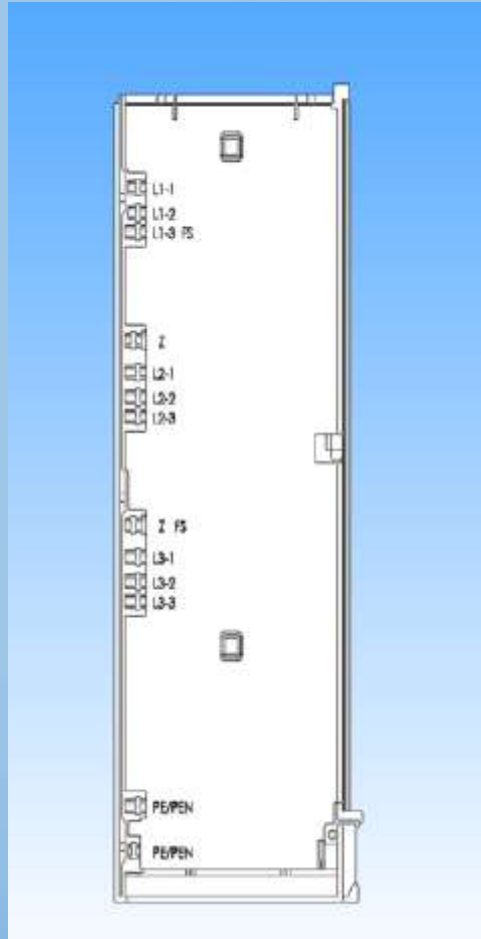 L1-1
L1-2
L1-3 FS
Z
L2-1
L2-2
L2-3
Z FS
L3-1
L3-2
L3-3
PE/PEN
PE/PEN